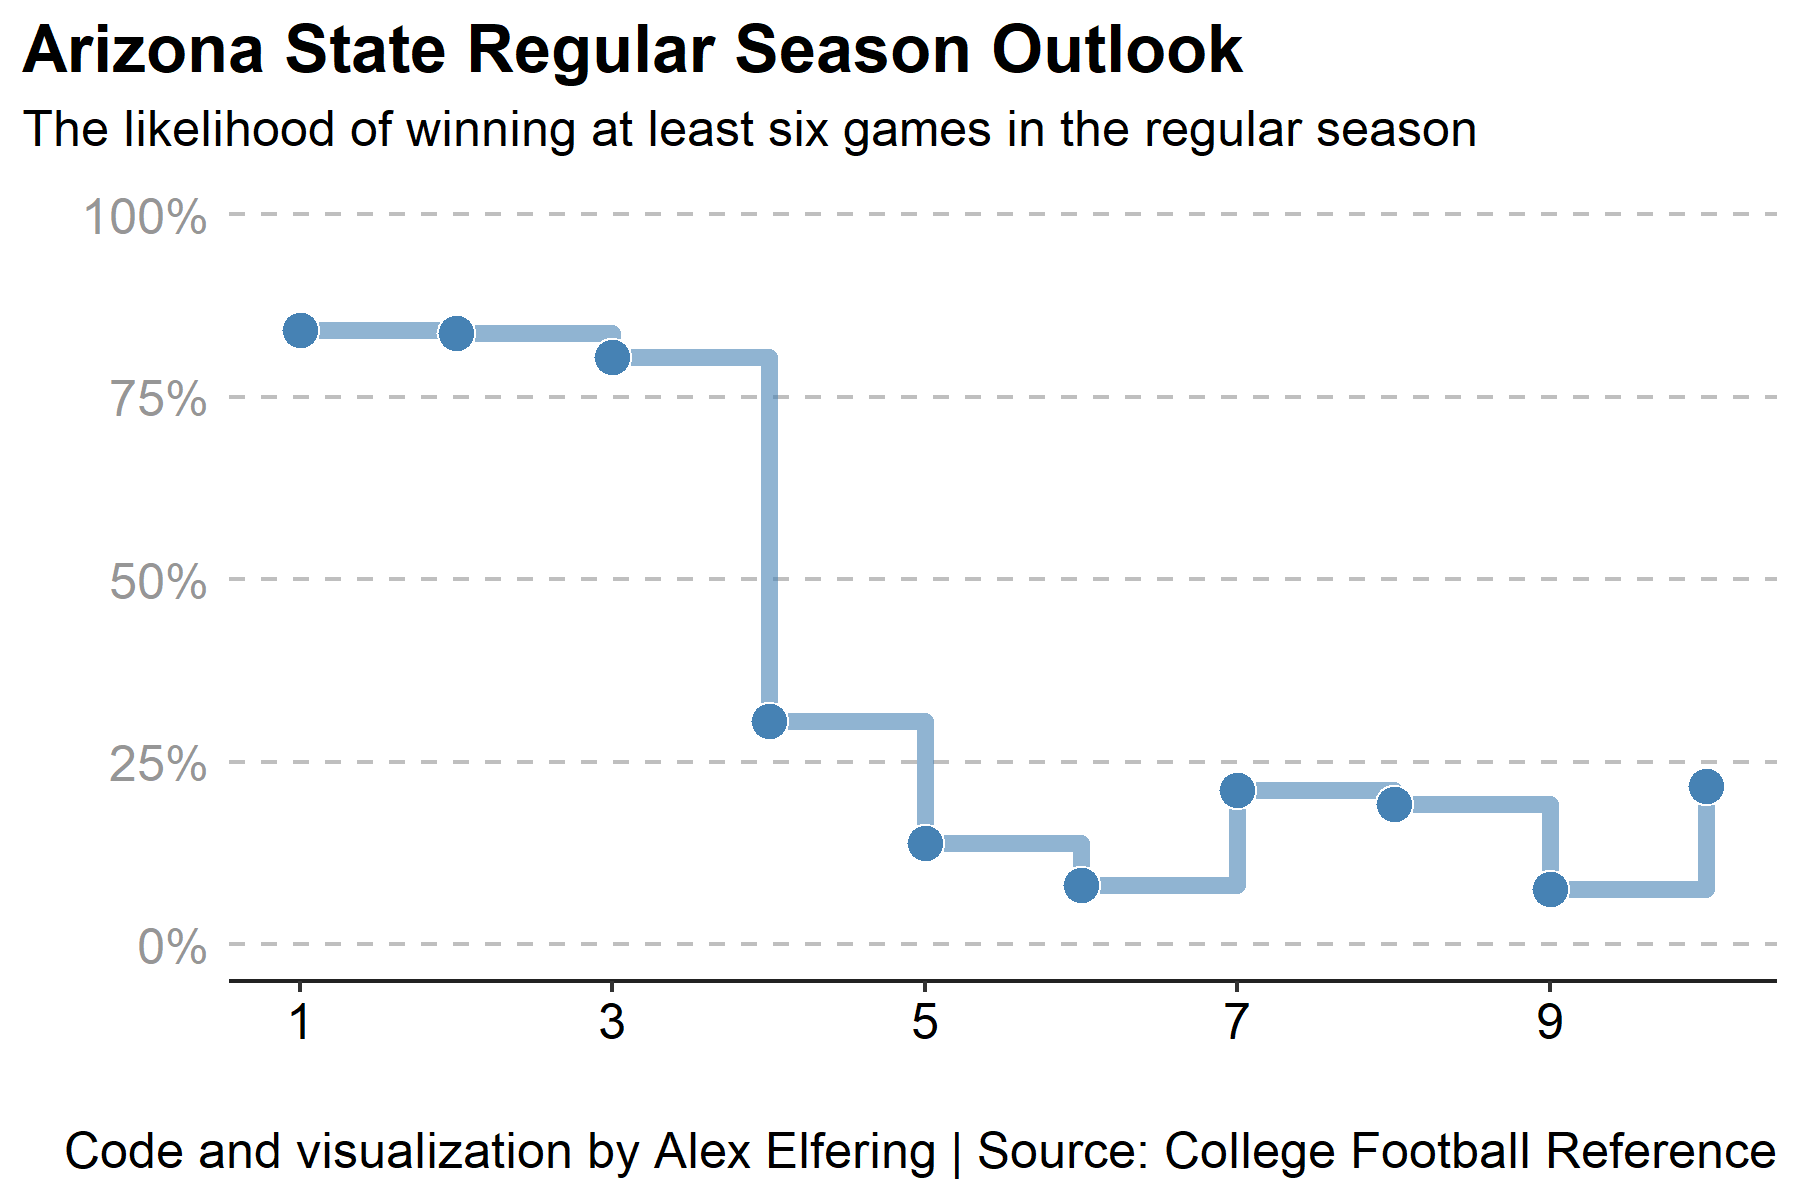 Arizona State Regular Season Outlook
The likelihood of winning at least six games in the regular season
100%
75%
50%
25%
0%
1 3 5 7 9
Code and visualization by Alex Elfering | Source: College Football Reference